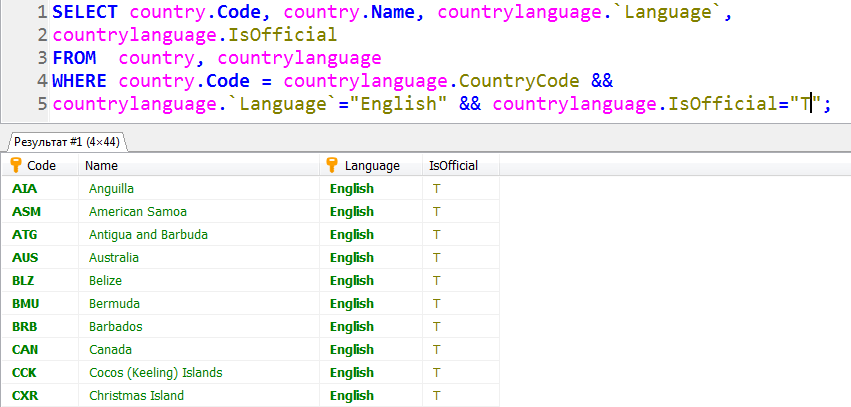 1 SELECT country.Code, country.Name, countrylanguage.`Language`,
2 countrylanguage.IsOfficial
3 FROM  country, countrylanguage
4 WHERE country.Code = countrylanguage.CountryCode &&
5 countrylanguage.`Language`="English" && countrylanguage.IsOfficial="T";
Результат #1 (4×44)
Code Name Language IsOfficial
AIA Anguilla English T
ASM American Samoa English T
ATG Antigua and Barbuda English T
AUS Australia English T
BLZ Belize English T
BMU Bermuda English T
BRB Barbados English T
CAN Canada English T
CCK Cocos (Keeling) Islands English T
CXR Christmas Island English T